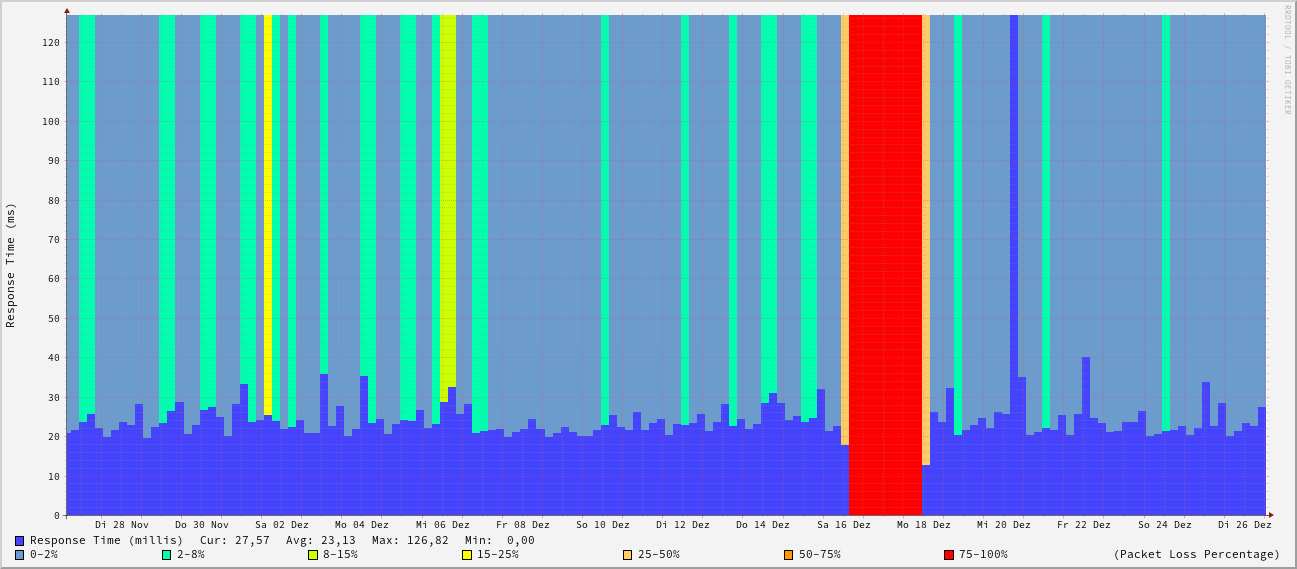 RRDTOOL / TOBI OETIKER
Response Time (ms)
120
110
100
90
80
70
60
50
40
30
20
10
0
Di 28 Nov Do 30 Nov Sa 02 Dez Mo 04 Dez Mi 06 Dez Fr 08 Dez So 10 Dez Di 12 Dez Do 14 Dez Sa 16 Dez Mo 18 Dez Mi 20 Dez Fr 22 Dez So 24 Dez Di 26 Dez
Response Time (millis) Cur: 27,57 Avg: 23,13 Max: 126,82 Min: 0,00
0-2% 2-8% 8-15% 15-25% 25-50% 50-75% 75-100% (Packet Loss Percentage)